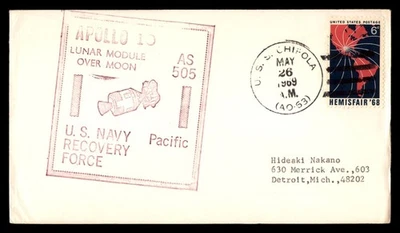 APOLLO 10
LUNAR MODULE
OVER MOON
AS
505
U.S. NAVY
RECOVERY
FORCE
Pacific
U. S. S. CHIPOLA
MAY
26
1969
A.M.
(AO-63)
UNITED STATES POSTAGE
6¢
HEMISFAIR '68
Hideaki Nakano
630 Merrick Ave.,603
Detroit,Mich.,48202